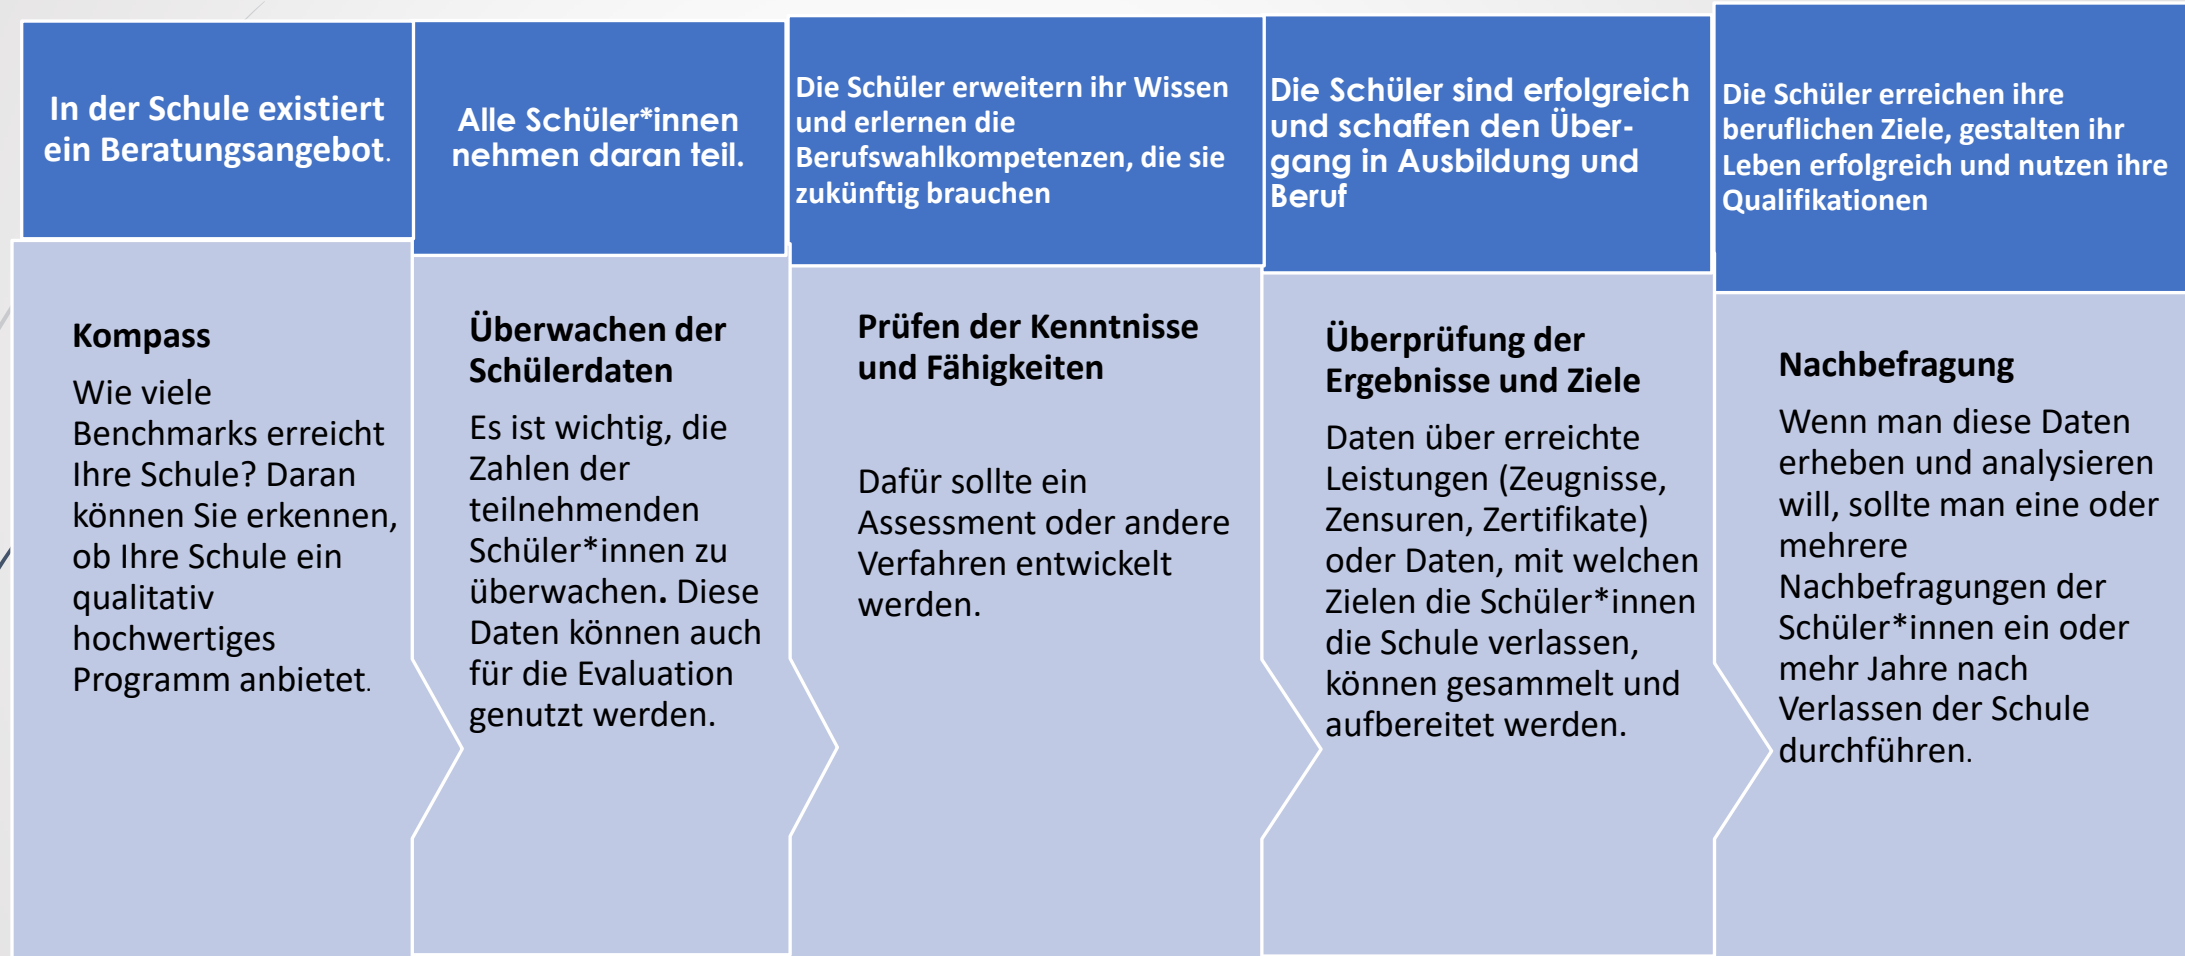 In der Schule existiert
ein Beratungsangebot.
Kompass
Wie viele
Benchmarks erreicht
Ihre Schule? Daran
können Sie erkennen,
ob Ihre Schule ein
qualitativ
hochwertiges
Programm anbietet.
Alle Schüler*innen
nehmen daran teil.
Überwachen der
Schülerdaten
Es ist wichtig, die
Zahlen der
teilnehmenden
Schüler*innen zu
überwachen. Diese
Daten können auch
für die Evaluation
genutzt werden.
Die Schüler erweitern ihr Wissen
und erlernen die
Berufswahlkompetenzen, die sie
zukünftig brauchen
Prüfen der Kenntnisse
und Fähigkeiten
Dafür sollte ein
Assessment oder andere
Verfahren entwickelt
werden.
Die Schüler sind erfolgreich
und schaffen den Über-
gang in Ausbildung und
Beruf
Überprüfung der
Ergebnisse und Ziele
Daten über erreichte
Leistungen (Zeugnisse,
Zensuren, Zertifikate)
oder Daten, mit welchen
Zielen die Schüler*innen
die Schule verlassen,
können gesammelt und
aufbereitet werden.
Die Schüler erreichen ihre
beruflichen Ziele, gestalten ihr
Leben erfolgreich und nutzen ihre
Qualifikationen
Nachbefragung
Wenn man diese Daten
erheben und analysieren
will, sollte man eine oder
mehrere
Nachbefragungen der
Schüler*innen ein oder
mehr Jahre nach
Verlassen der Schule
durchführen.